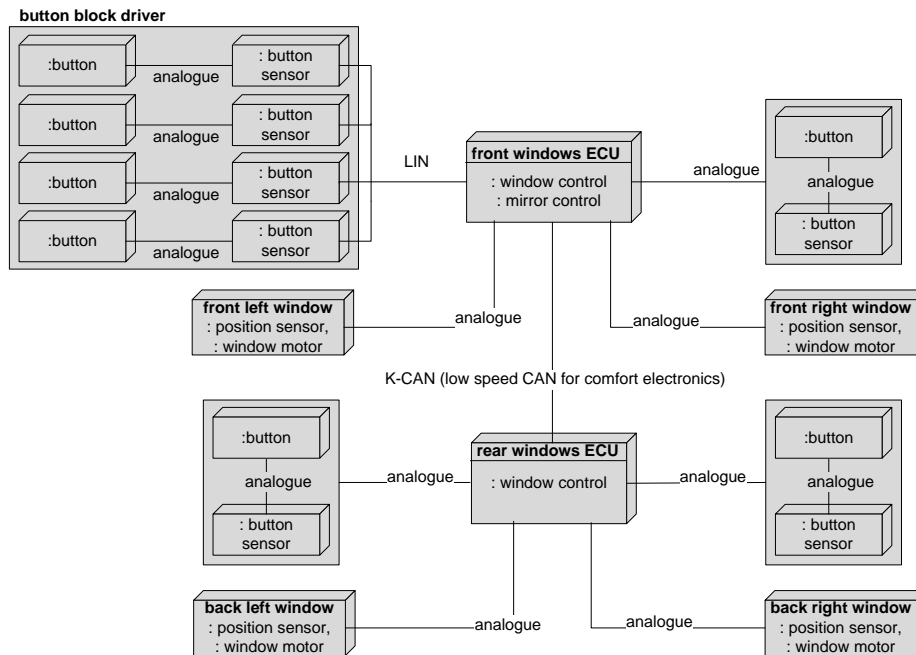 button block driver
:button
analogue
: button
sensor
:button
analogue
: button
sensor
:button
analogue
: button
sensor
:button
analogue
: button
sensor
LIN
front windows ECU
: window control
: mirror control
analogue
:button
analogue
: button
sensor
front left window
: position sensor,
: window motor
analogue
analogue
front right window
: position sensor,
: window motor
K-CAN (low speed CAN for comfort electronics)
:button
analogue
: button
sensor
analogue
rear windows ECU
: window control
analogue
:button
analogue
: button
sensor
back left window
: position sensor,
: window motor
analogue
analogue
back right window
: position sensor,
: window motor